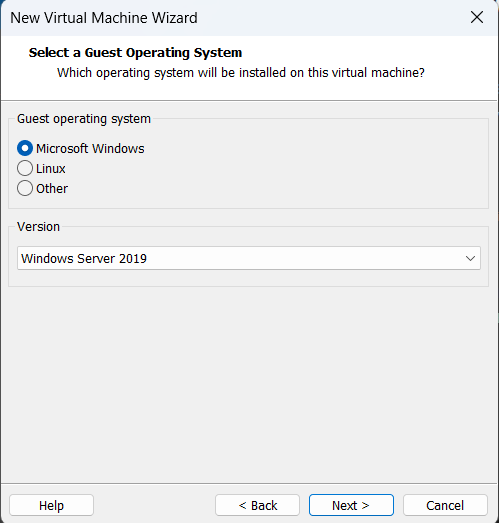 New Virtual Machine Wizard
Select a Guest Operating System
Which operating system will be installed on this virtual machine?
Guest operating system
Microsoft Windows
Linux
Other
Version
Windows Server 2019
Help
< Back
Next >
Cancel